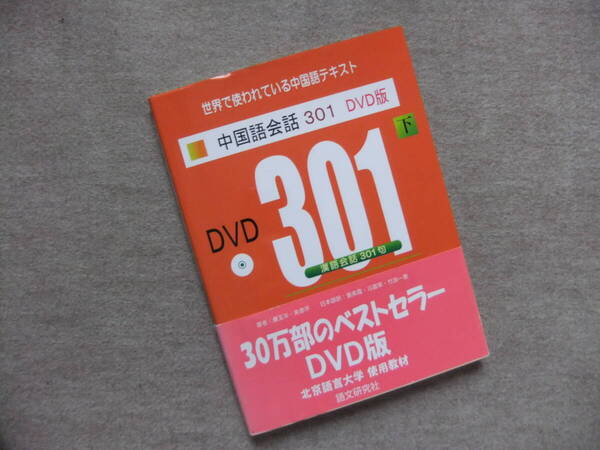 世界で使われている中国語テキスト
中国語会話 301 DVD版
下
DVD
301
漢語会話301句
30万部のベストセラー
DVD版
北京語言大学 使用教材
語文研究社